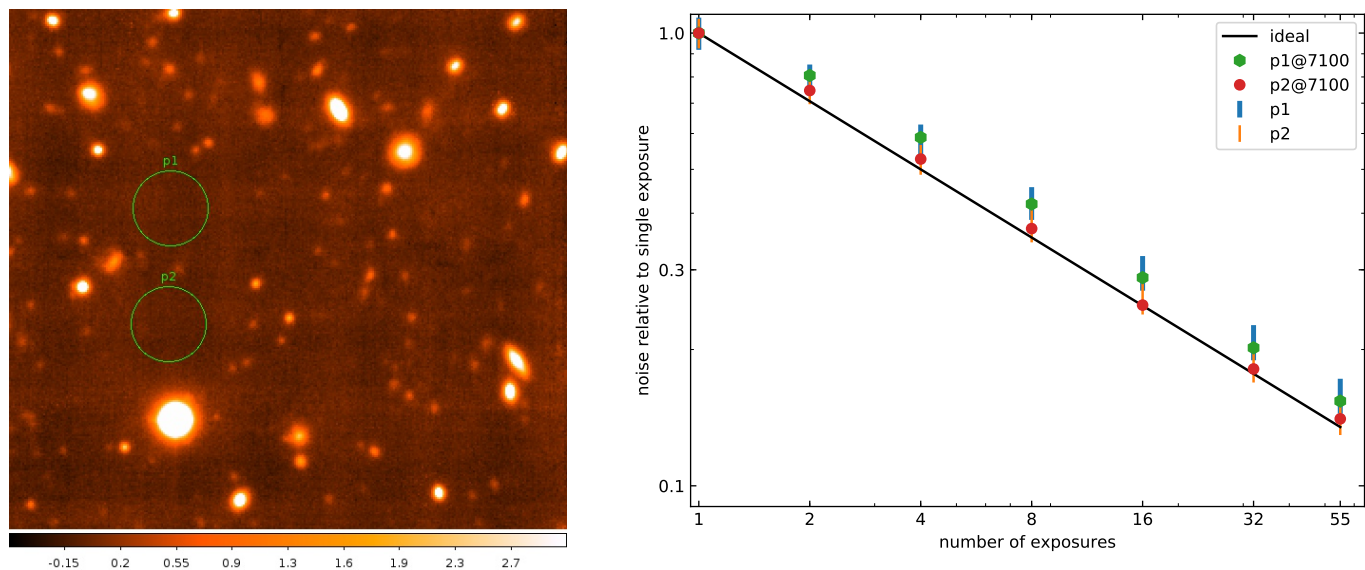 p1
p2
-0.15 0.2 0.55 0.9 1.3 1.6 1.9 2.3 2.7
noise relative to single exposure
1.0
0.3
0.1
ideal
p1@7100
p2@7100
p1
p2
1 2 4 8 16 32 55
number of exposures